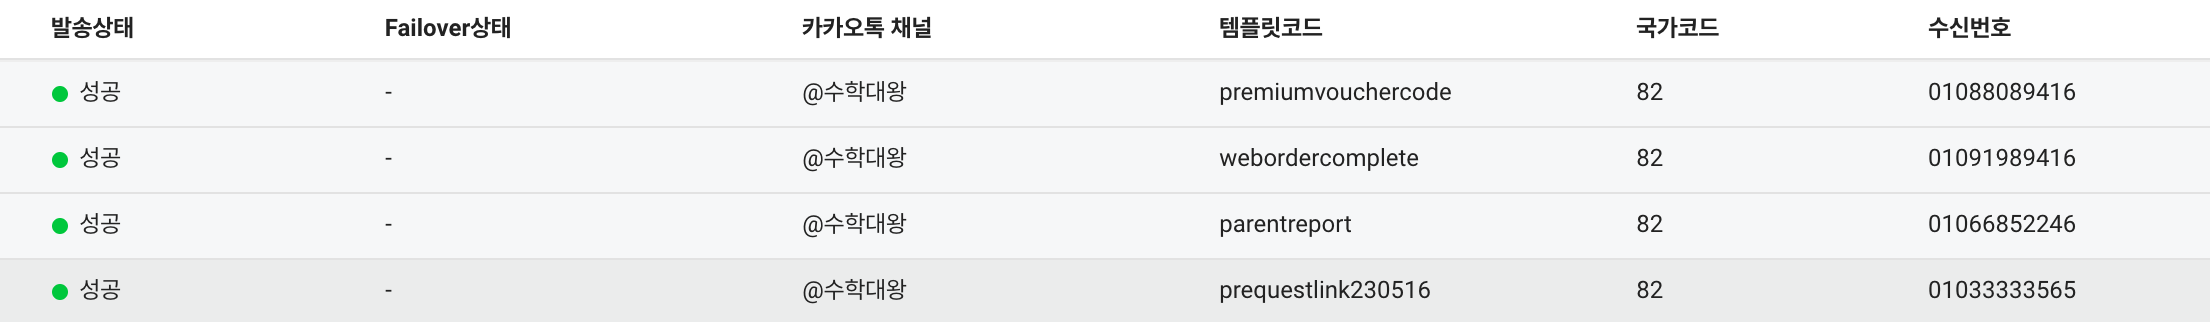 발송상태 Failover상태 카카오톡 채널 템플릿코드 국가코드 수신번호
성공 - @수학대왕 premiumvouchercode 82 01088089416
성공 - @수학대왕 webordercomplete 82 01091989416
성공 - @수학대왕 parentreport 82 01066852246
성공 - @수학대왕 prequestlink230516 82 01033333565